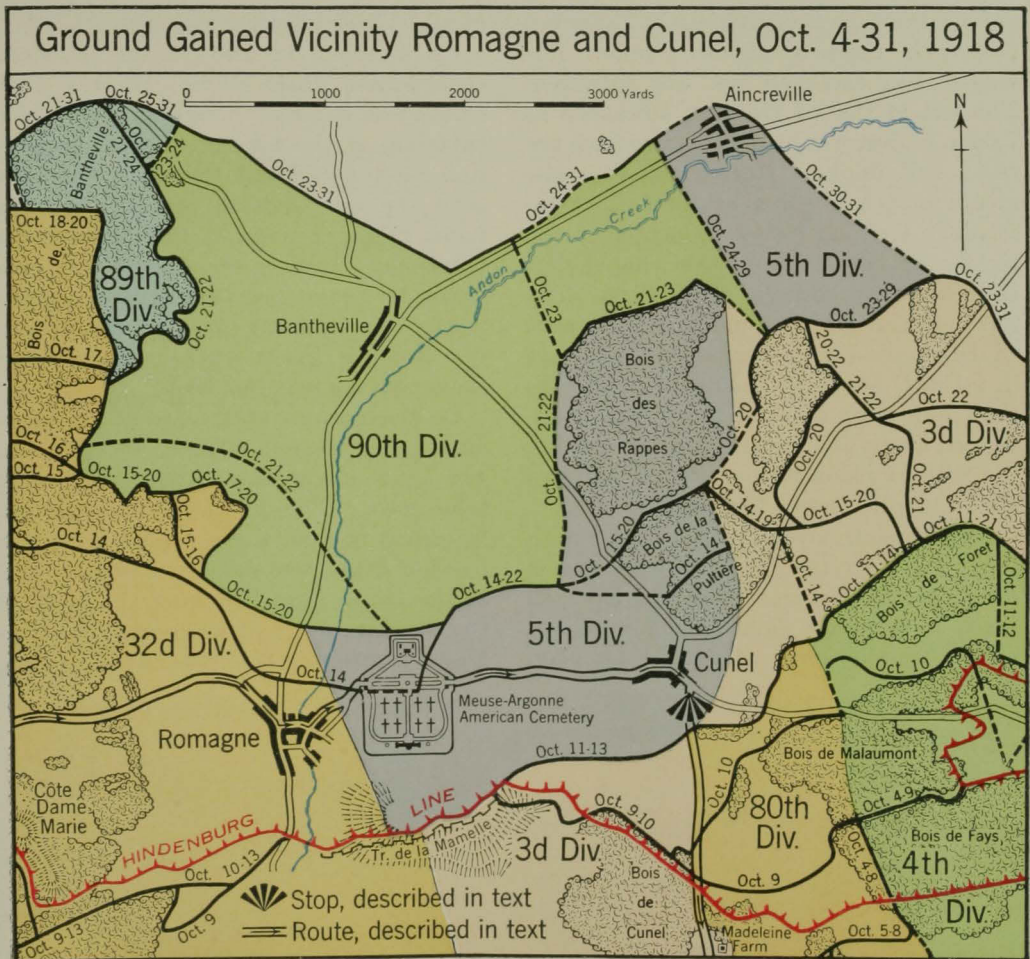 Ground Gained Vicinity Romagne and Cunel, Oct. 4-31, 1918
Oct. 21-31
Oct. 25-31
0 1000 2000 3000 Yards
Aincreville
N
Bantheville
21-24
Oct.
23-24
Oct. 23-31
Oct. 24-31
Andon Creek
Oct. 24-29
Oct. 30-31
5th Div.
Oct. 18-20
de
89th
Div.
Oct. 21-22
Bois
Oct. 23
Oct. 21-23
Oct. 23-29
Oct. 23-31
Bantheville
Bois
des
Rappes
20-22
21-22
Oct. 17
Oct. 22
3d Div.
Oct. 20
Oct. 20
90th Div.
Oct. 21-22
Oct. 16
Oct. 15
Oct. 15-20
Oct. 17-20
Oct. 21-22
Oct. 15-16
Oct. 14
Oct. 15-20
Bois de la
Pultière
Oct. 14
Oct. 14-19
Oct. 15-20
Oct. 21
Oct. 11-21
Oct. 14
Oct. 11-14
Bois de Foret
Oct. 11-12
Oct. 15-20
Oct. 14-22
32d Div.
5th Div.
Cunel
Oct. 14
Oct. 10
Meuse-Argonne
American Cemetery
Romagne
Oct. 11-13
Bois de Malaumont
Oct. 10
Côte
Dame
Marie
80th
Div.
Oct. 4-9
HINDENBURG LINE
Tr. de la Mamelle
Oct. 9-10
3d Div.
Bois de Fays
4th
Div.
Oct. 4-8
Oct. 10-13
Oct. 9
Bois
de
Cunel
Oct. 9-13
Oct. 9
Stop, described in text
Route, described in text
Madeleine
Farm
Oct. 5-8